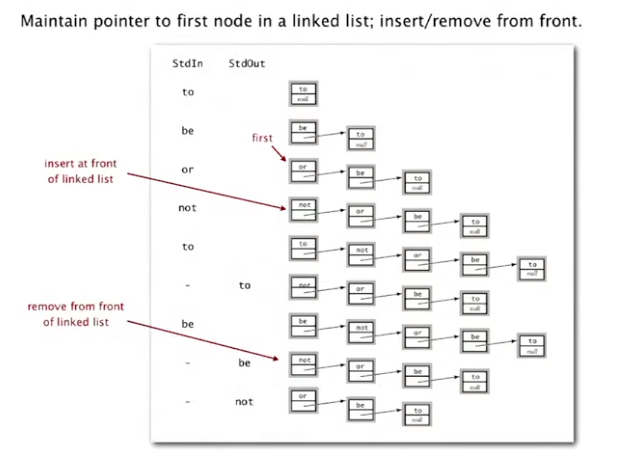 Maintain pointer to first node in a linked list; insert/remove from front.
StdIn StdOut
to
to
null
be
first
be
to
null
insert at front
of linked list
or
or
be
to
null
not
not
or
be
to
null
to
to
not
or
be
to
null
- to
not
or
be
to
null
remove from front
of linked list
be
be
not
or
be
to
null
- be
not
or
be
to
null
- not
or
be
to
null